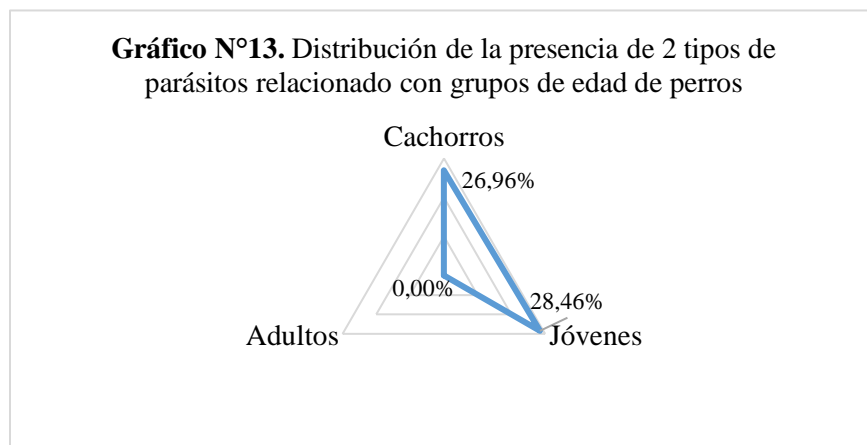 Gráfico N°13. Distribución de la presencia de 2 tipos de
parásitos relacionado con grupos de edad de perros
Cachorros
26,96%
0,00%
28,46%
Adultos
Jóvenes